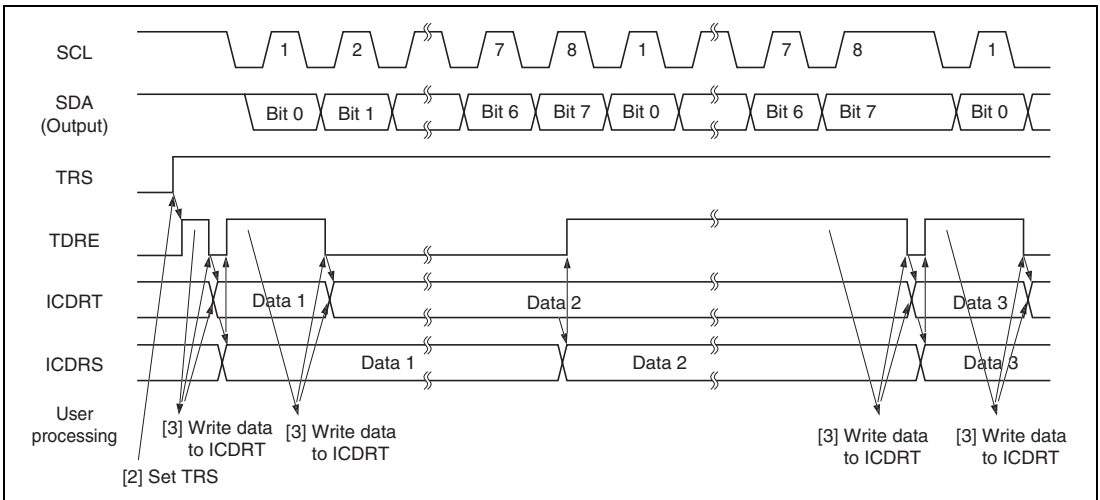 SCL 1 2 7 8 1 7 8 1
SDA
(Output) Bit 0 Bit 1 Bit 6 Bit 7 Bit 0 Bit 6 Bit 7 Bit 0
TRS
TDRE
ICDRT Data 1 Data 2 Data 3
ICDRS Data 1 Data 2 Data 3
User
processing
[3] Write data
to ICDRT
[3] Write data
to ICDRT
[3] Write data
to ICDRT
[3] Write data
to ICDRT
[2] Set TRS